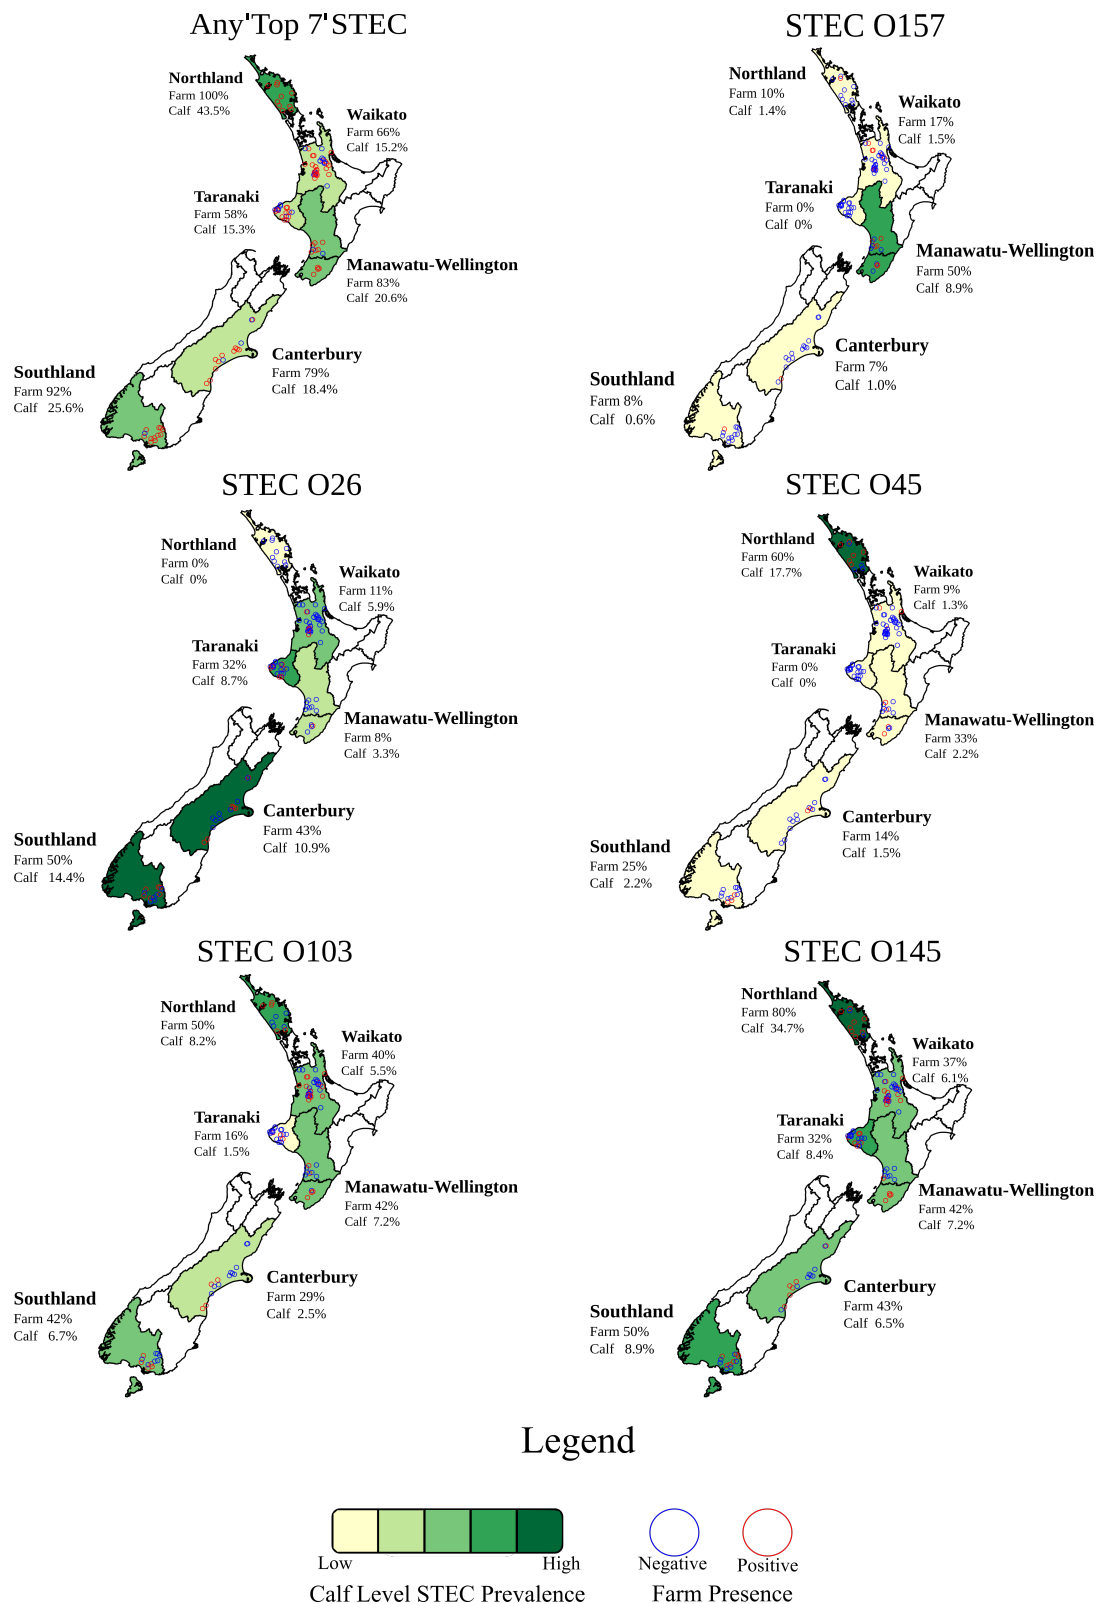 Any'Top 7'STEC
Northland
Farm 100%
Calf 43.5%
Waikato
Farm 66%
Calf 15.2%
Taranaki
Farm 58%
Calf 15.3%
Manawatu-Wellington
Farm 83%
Calf 20.6%
Canterbury
Farm 79%
Calf 18.4%
Southland
Farm 92%
Calf 25.6%
STEC O157
Northland
Farm 10%
Calf 1.4%
Waikato
Farm 17%
Calf 1.5%
Taranaki
Farm 0%
Calf 0%
Manawatu-Wellington
Farm 50%
Calf 8.9%
Canterbury
Farm 7%
Calf 1.0%
Southland
Farm 8%
Calf 0.6%
STEC O26
Northland
Farm 0%
Calf 0%
Waikato
Farm 11%
Calf 5.9%
Taranaki
Farm 32%
Calf 8.7%
Manawatu-Wellington
Farm 8%
Calf 3.3%
Canterbury
Farm 43%
Calf 10.9%
Southland
Farm 50%
Calf 14.4%
STEC O45
Northland
Farm 60%
Calf 17.7%
Waikato
Farm 9%
Calf 1.3%
Taranaki
Farm 0%
Calf 0%
Manawatu-Wellington
Farm 33%
Calf 2.2%
Canterbury
Farm 14%
Calf 1.5%
Southland
Farm 25%
Calf 2.2%
STEC O103
Northland
Farm 50%
Calf 8.2%
Waikato
Farm 40%
Calf 5.5%
Taranaki
Farm 16%
Calf 1.5%
Manawatu-Wellington
Farm 42%
Calf 7.2%
Canterbury
Farm 29%
Calf 2.5%
Southland
Farm 42%
Calf 6.7%
STEC O145
Northland
Farm 80%
Calf 34.7%
Waikato
Farm 37%
Calf 6.1%
Taranaki
Farm 32%
Calf 8.4%
Manawatu-Wellington
Farm 42%
Calf 7.2%
Canterbury
Farm 43%
Calf 6.5%
Southland
Farm 50%
Calf 8.9%
Legend
Low High
Calf Level STEC Prevalence
Negative Positive
Farm Presence